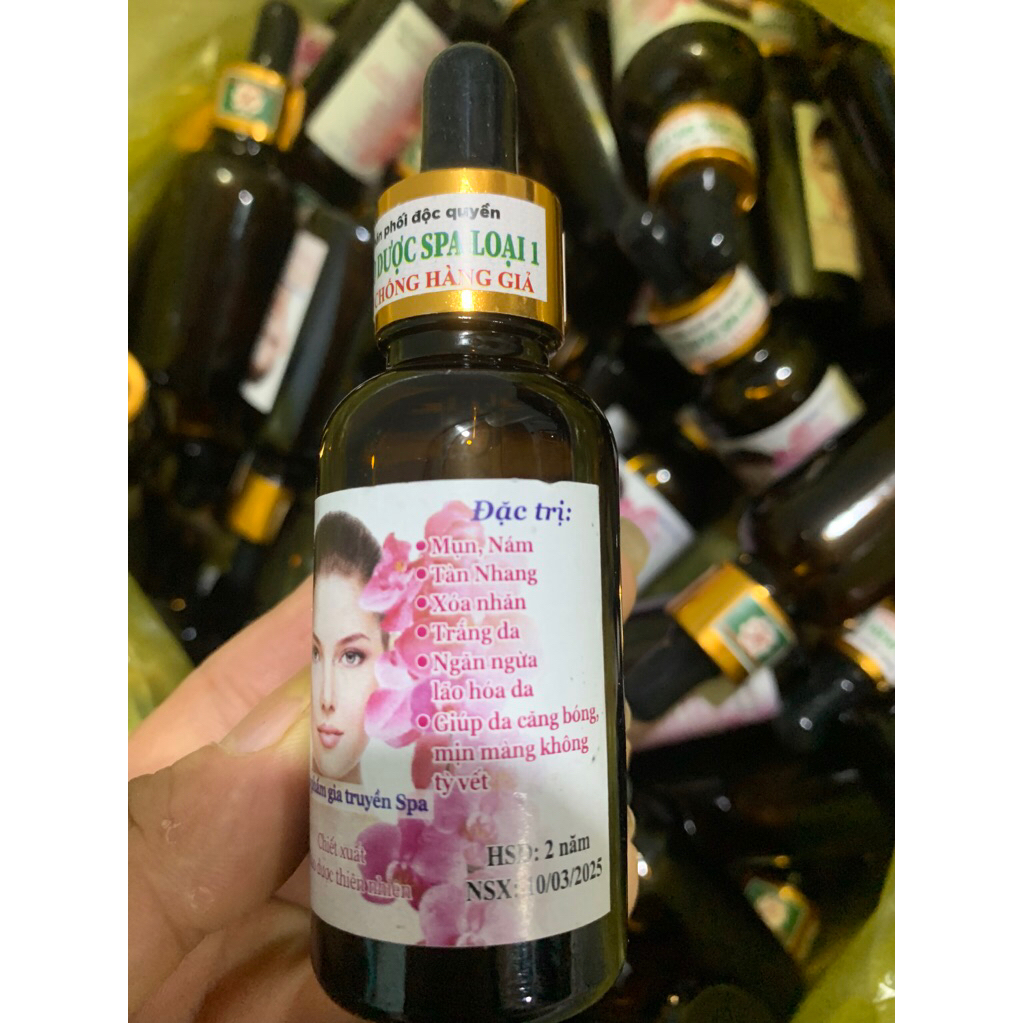 phối độc quyền
DƯỢC SPA LOẠI 1
CHỐNG HÀNG GIẢ
Đặc trị:
• Mụn, Nám
• Tàn Nhang
• Xóa nhăn
• Trắng da
• Ngăn ngừa
lão hóa da
• Giúp da căng bóng,
mịn màng không
tỳ vết
gia truyền Spa
Chiết xuất
dược thiên nhiên
HSD: 2 năm
NSX: 10/03/2025